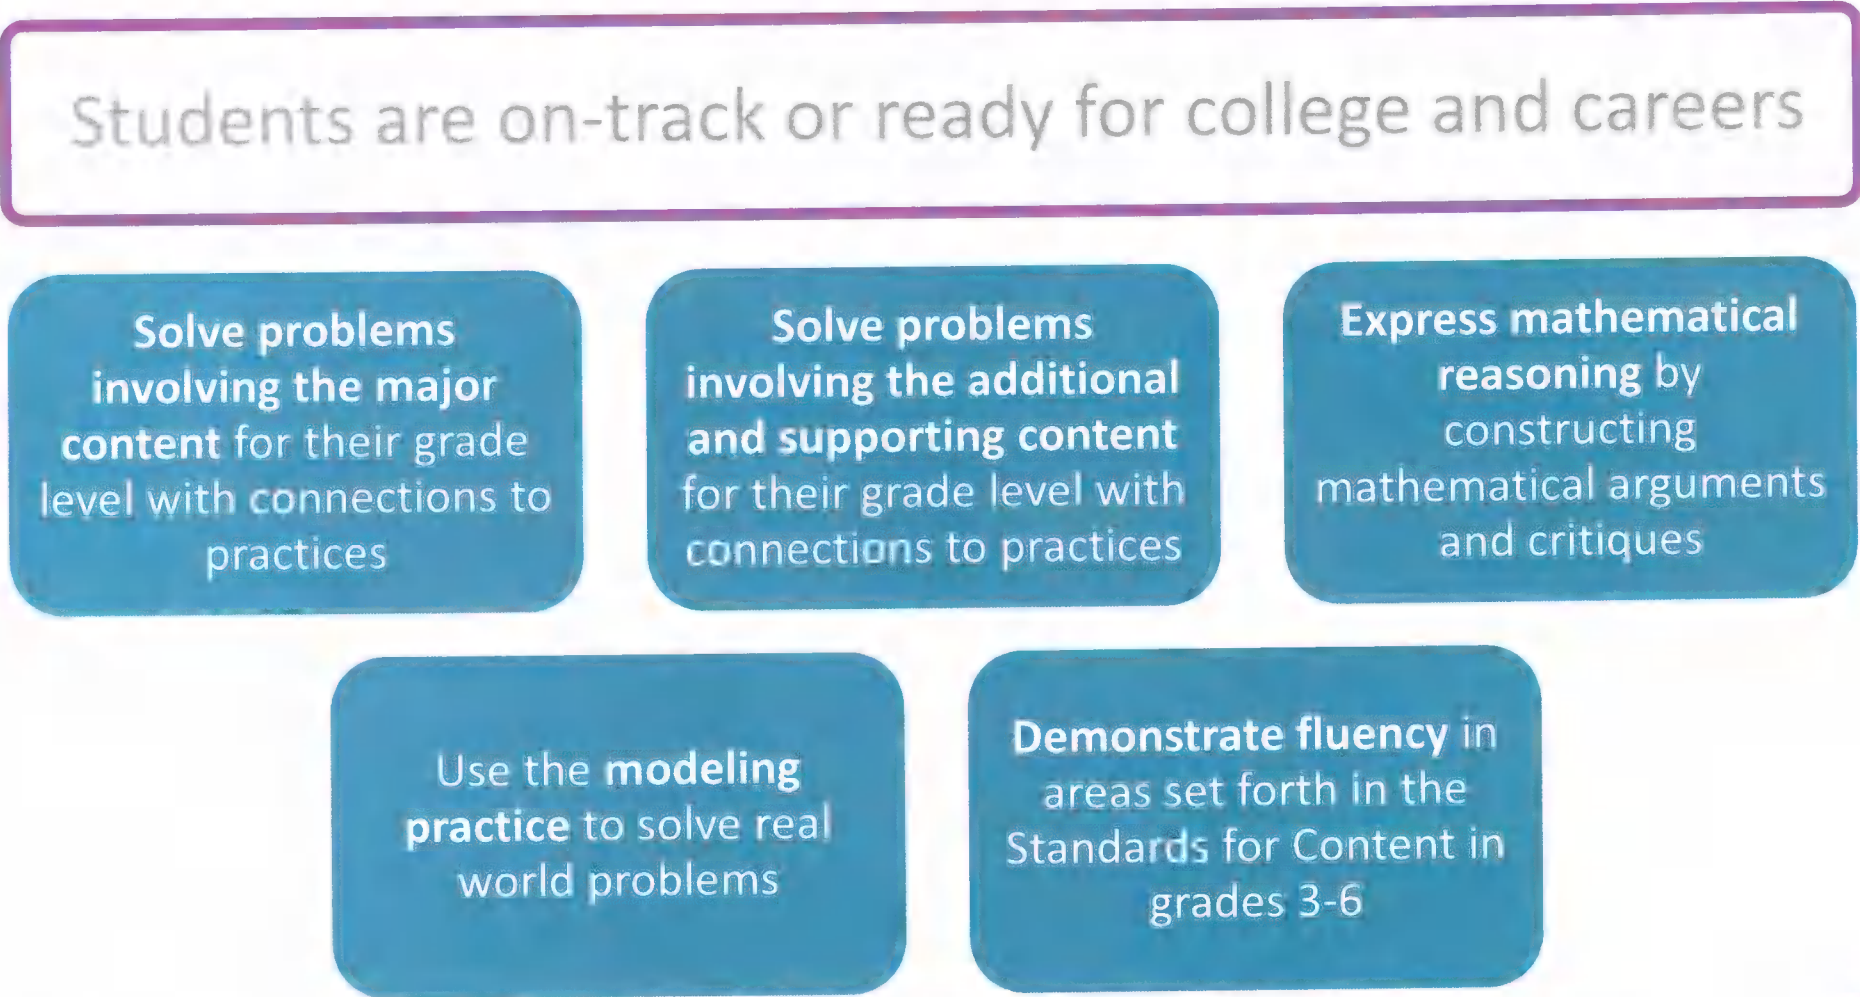 Students are on-track or ready for college and careers
Solve problems
involving the major
content for their grade
level with connections to
practices
Solve problems
involving the additional
and supporting content
for their grade level with
connections to practices
Express mathematical
reasoning by
constructing
mathematical arguments
and critiques
Use the modeling
practice to solve real
world problems
Demonstrate fluency in
areas set forth in the
Standards for Content in
grades 3-6